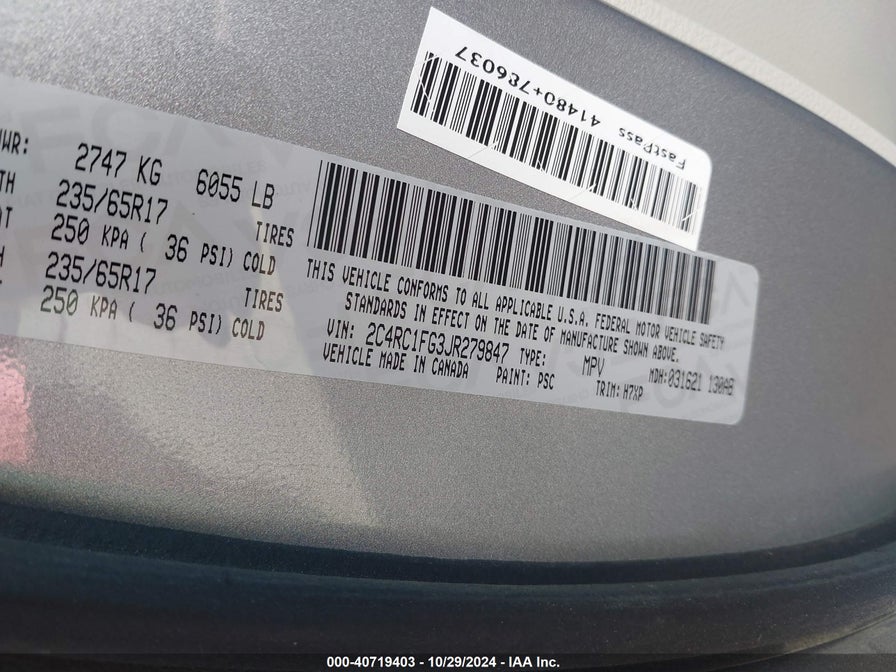 41480+786037
FastPass
2747 KG 6055 LB
235/65R17 TIRES
250 KPA ( 36 PSI) COLD
235/65R17 TIRES
250 KPA ( 36 PSI) COLD
THIS VEHICLE CONFORMS TO ALL APPLICABLE U.S.A. FEDERAL MOTOR VEHICLE SAFETY
STANDARDS IN EFFECT ON THE DATE OF MANUFACTURE SHOWN ABOVE.
VIN: 2C4RC1FG3JR279847 TYPE: MPV MDH:031621 130AB
VEHICLE MADE IN CANADA PAINT: PSC TRIM: H7XP
000-40719403 - 10/29/2024 - IAA Inc.